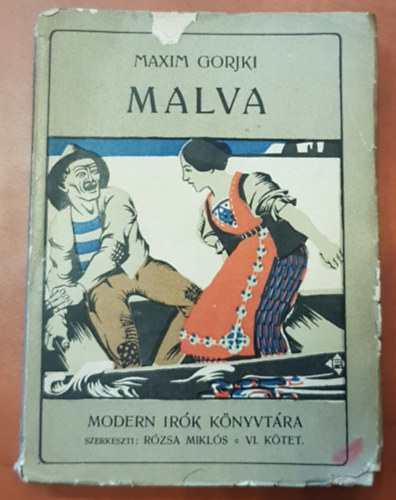 MAXIM GORJKI
MALVA
MODERN IRÓK KÖNYVTÁRA
SZERKESZTI: RÓZSA MIKLÓS • VI. KÖTET.